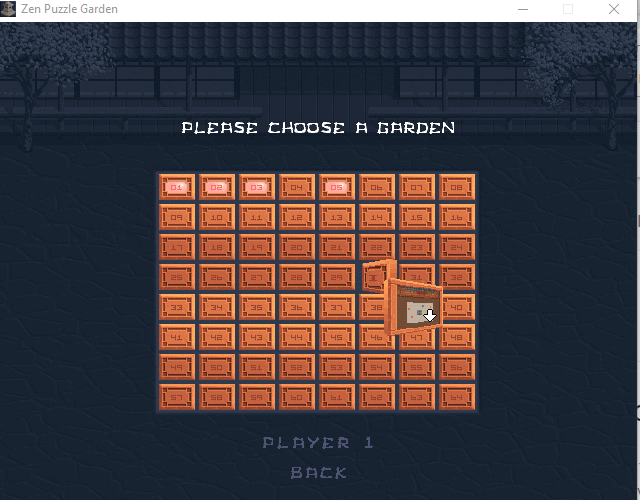 Zen Puzzle Garden
PLEASE CHOOSE A GARDEN
01 02 03 04 05 06 07 08
09 10 11 12 13 14 15 16
17 18 19 20 21 22 23 24
25 26 27 28 29 30 31 32
33 34 35 36 37 38 40
41 42 43 44 45 46 47 48
49 50 51 52 53 54 55 56
57 58 59 60 61 62 63 64
PLAYER 1
BACK